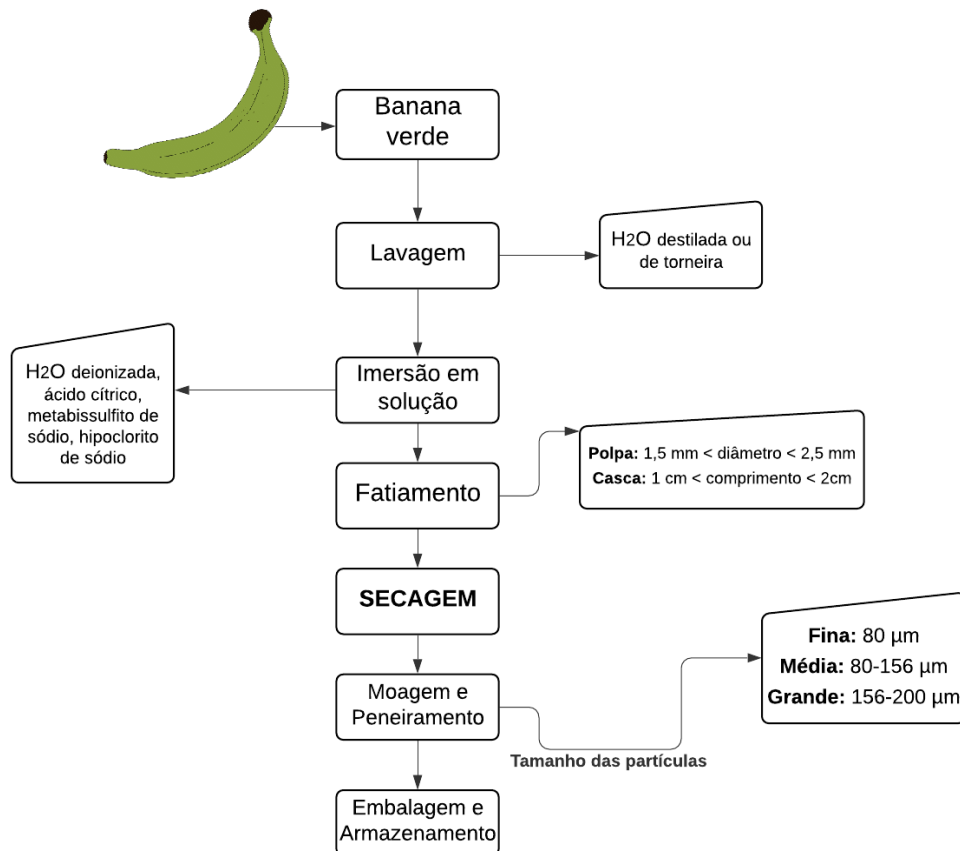 Banana
verde
Lavagem
H2O destilada ou
de torneira
Imersão em
solução
H2O deionizada,
ácido cítrico,
metabissulfito de
sódio, hipoclorito
de sódio
Fatiamento
Polpa: 1,5 mm < diâmetro < 2,5 mm
Casca: 1 cm < comprimento < 2cm
SECAGEM
Moagem e
Peneiramento
Tamanho das partículas
Fina: 80 µm
Média: 80-156 µm
Grande: 156-200 µm
Embalagem e
Armazenamento